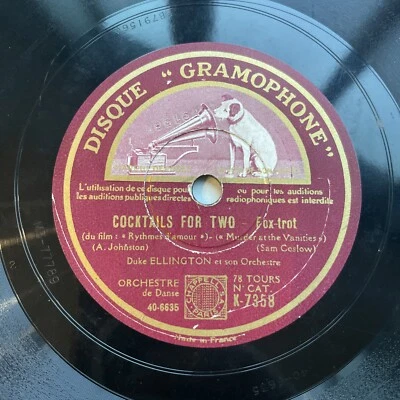 DISQUE "GRAMOPHONE"
L'utilisation de ce disque pour ou pour les auditions
les auditions publiques directes radiophoniques est interdite
COCKTAILS FOR TWO Fox-trot
(du film : « Rythmes d'amour »)- (« Murder at the Vanities »)
(A. Johnston) (Sam Coslow)
Duke ELLINGTON et son Orchestre
ORCHESTRE
de Danse
40-6635
78 TOURS
N° CAT.
K-7358
Made in France